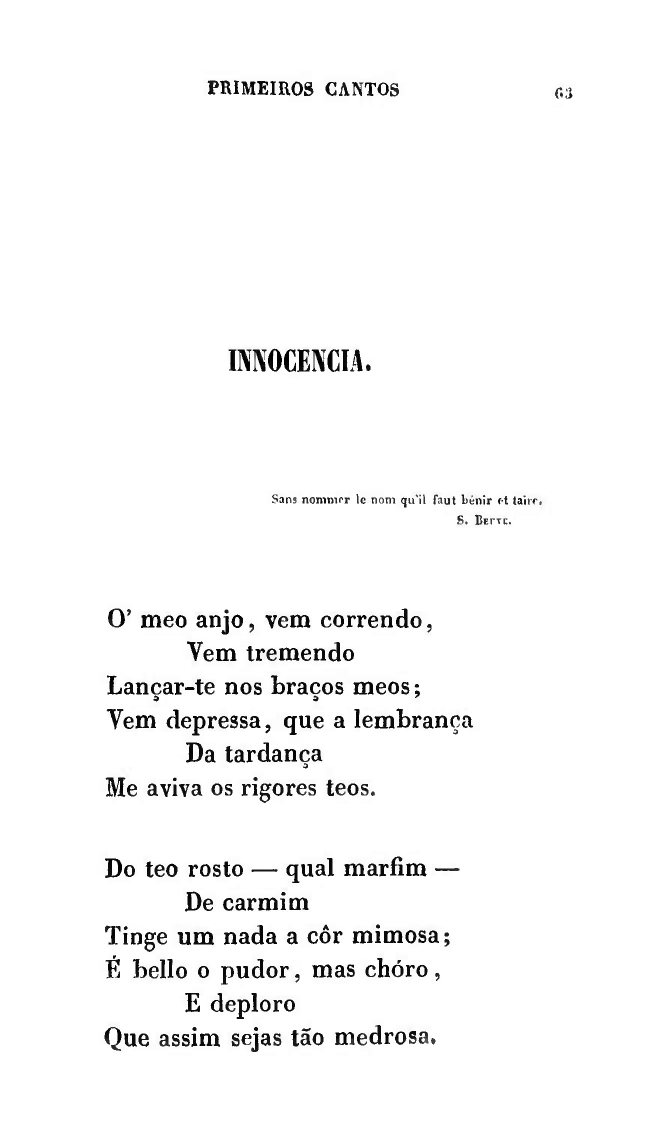 PRIMEIROS CANTOS 63
INNOCENCIA.
Sans nommer le nom qu'il faut bénir et taire.
S. Berve.
O' meo anjo, vem correndo,
Vem tremendo
Lançar-te nos braços meos;
Vem depressa, que a lembrança
Da tardança
Me aviva os rigores teos.
Do teo rosto — qual marfim —
De carmim
Tinge um nada a côr mimosa;
É bello o pudor, mas chóro,
E deploro
Que assim sejas tão medrosa.